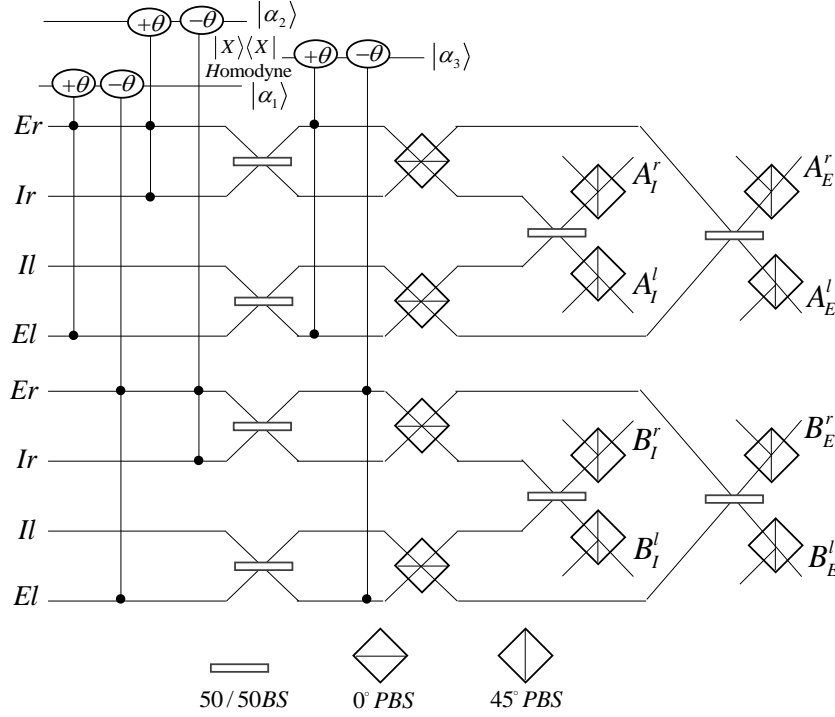 +θ −θ |α₂⟩
|X⟩⟨X|
Homodyne
+θ −θ |α₃⟩
+θ −θ |α₁⟩
Er
Ir
Il
El
Er
Ir
Il
El
A_I^r
A_I^l
A_E^r
A_E^l
B_I^r
B_I^l
B_E^r
B_E^l
50/50BS
0° PBS
45° PBS